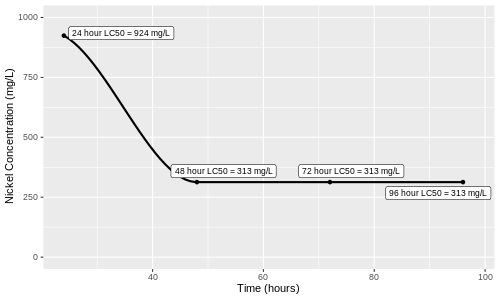 1000
24 hour LC50 = 924 mg/L
750
Nickel Concentration (mg/L)
500
48 hour LC50 = 313 mg/L
72 hour LC50 = 313 mg/L
96 hour LC50 = 313 mg/L
250
0
40
60
80
100
Time (hours)